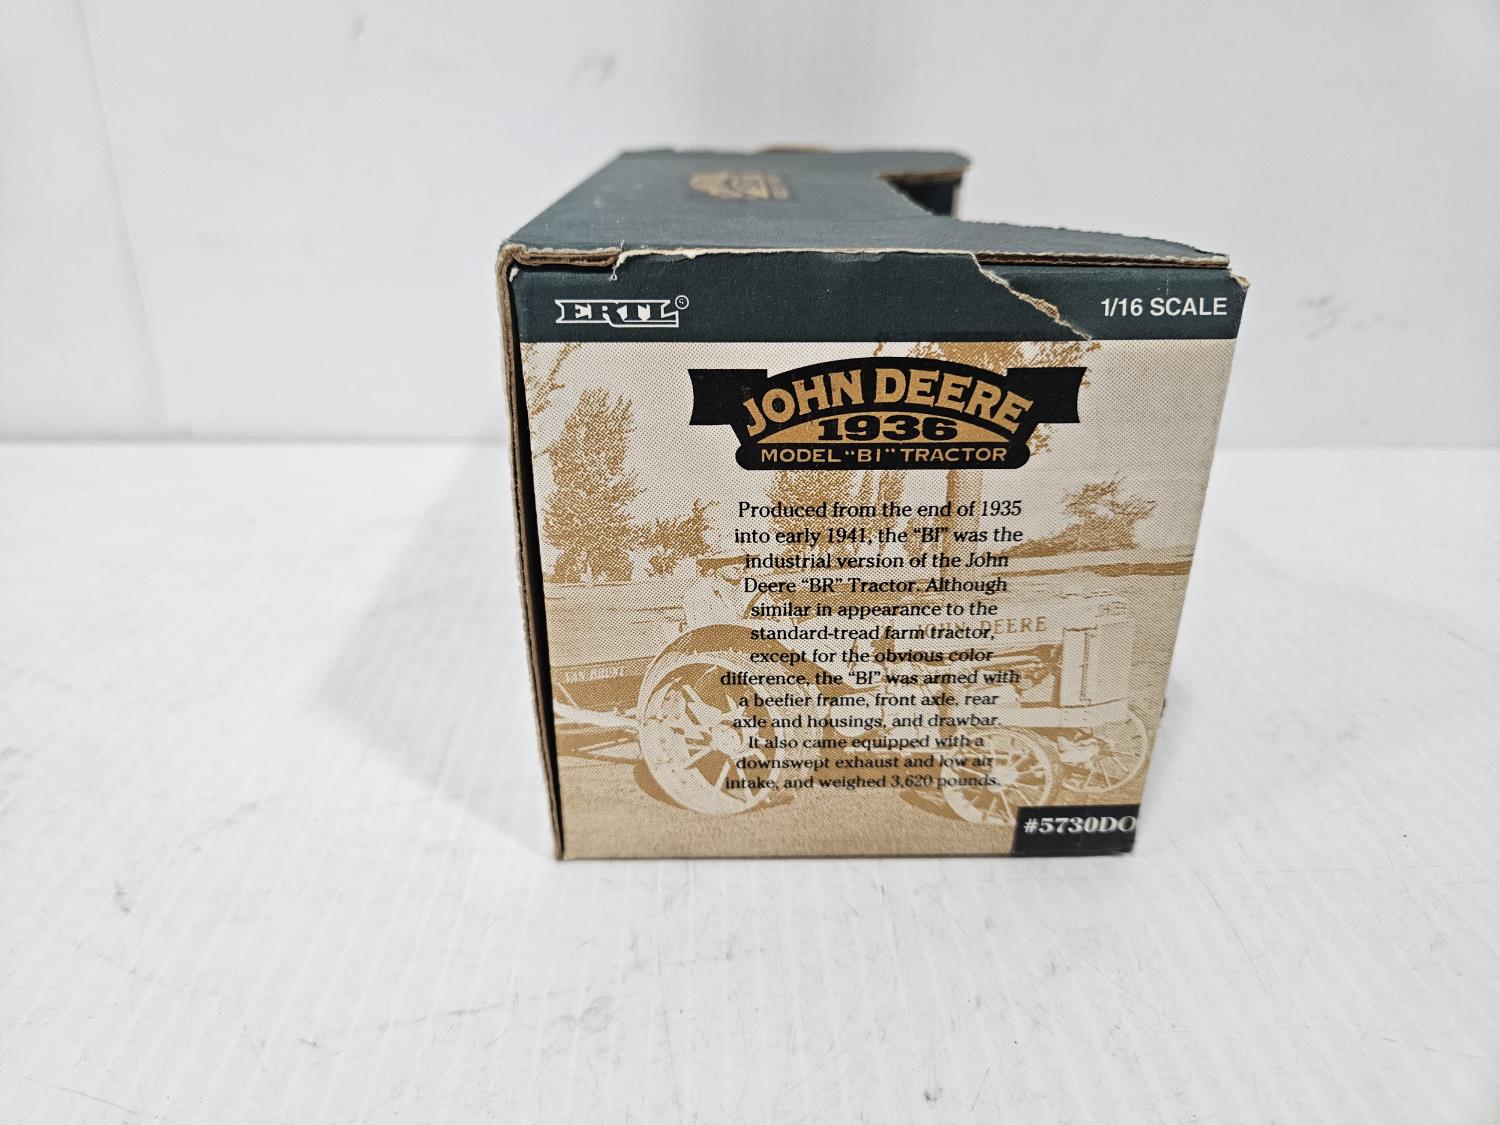 ERTL®
1/16 SCALE
JOHN DEERE
1936
MODEL "BI" TRACTOR
Produced from the end of 1935
into early 1941, the "BI" was the
industrial version of the John
Deere "BR" Tractor. Although
similar in appearance to the
standard-tread farm tractor,
except for the obvious color
difference, the "BI" was armed with
a beefier frame, front axle, rear
axle and housings, and drawbar.
It also came equipped with a
downswept exhaust and low air
intake, and weighed 3,620 pounds.
JOHN DEERE
#5730DO